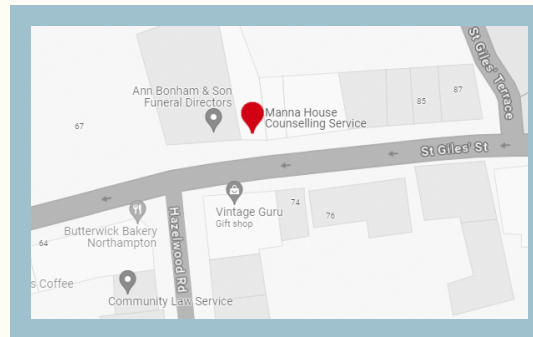 St Giles' Terrace
Ann Bonham & Son
Funeral Directors
Manna House
Counselling Service
87
85
67
St Giles' St
Vintage Guru
Gift shop
74
76
Butterwick Bakery
Northampton
Hazelwood Rd
64
s Coffee
Community Law Service